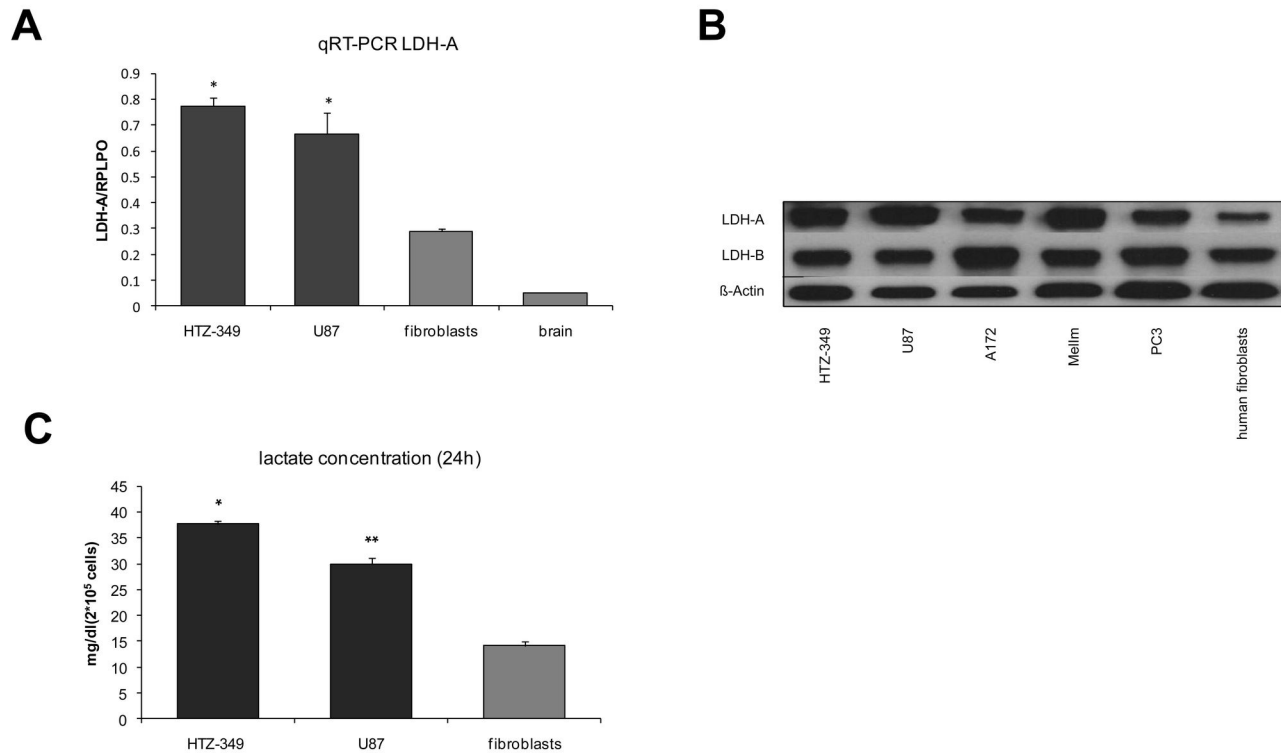 A
qRT-PCR LDH-A
LDH-A/RPLPO
0.9
0.8
0.7
0.6
0.5
0.4
0.3
0.2
0.1
0
*
*
HTZ-349 U87 fibroblasts brain
B
LDH-A
LDH-B
ß-Actin
HTZ-349
U87
A172
MelIm
PC3
human fibroblasts
C
lactate concentration (24h)
mg/dl(2*10⁵ cells)
45
40
35
30
25
20
15
10
5
0
*
**
HTZ-349 U87 fibroblasts